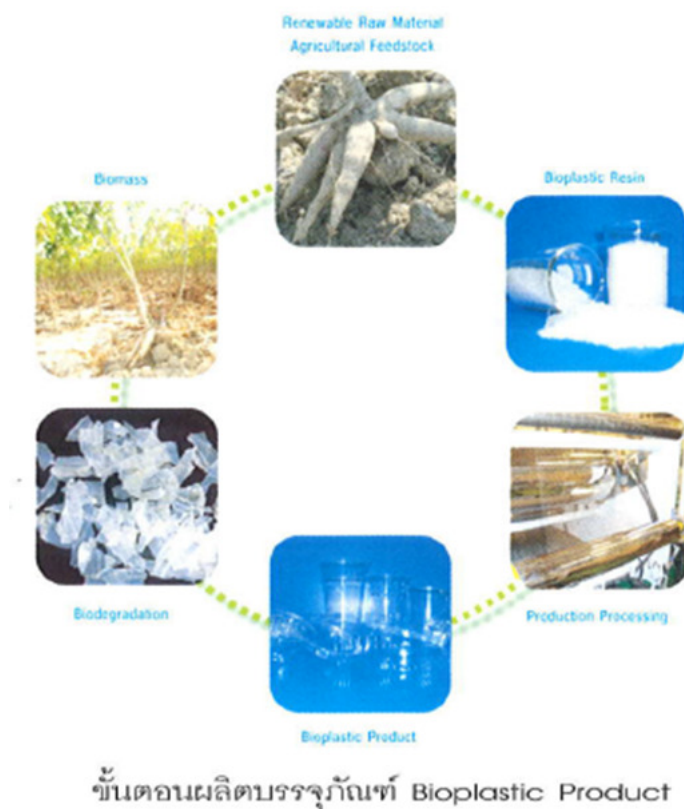 Renewable Raw Material
Agricultural Feedstock
Biomass
Bioplastic Resin
Biodegradation
Production Processing
Bioplastic Product
ขั้นตอนผลิตบรรจุภัณฑ์ Bioplastic Product